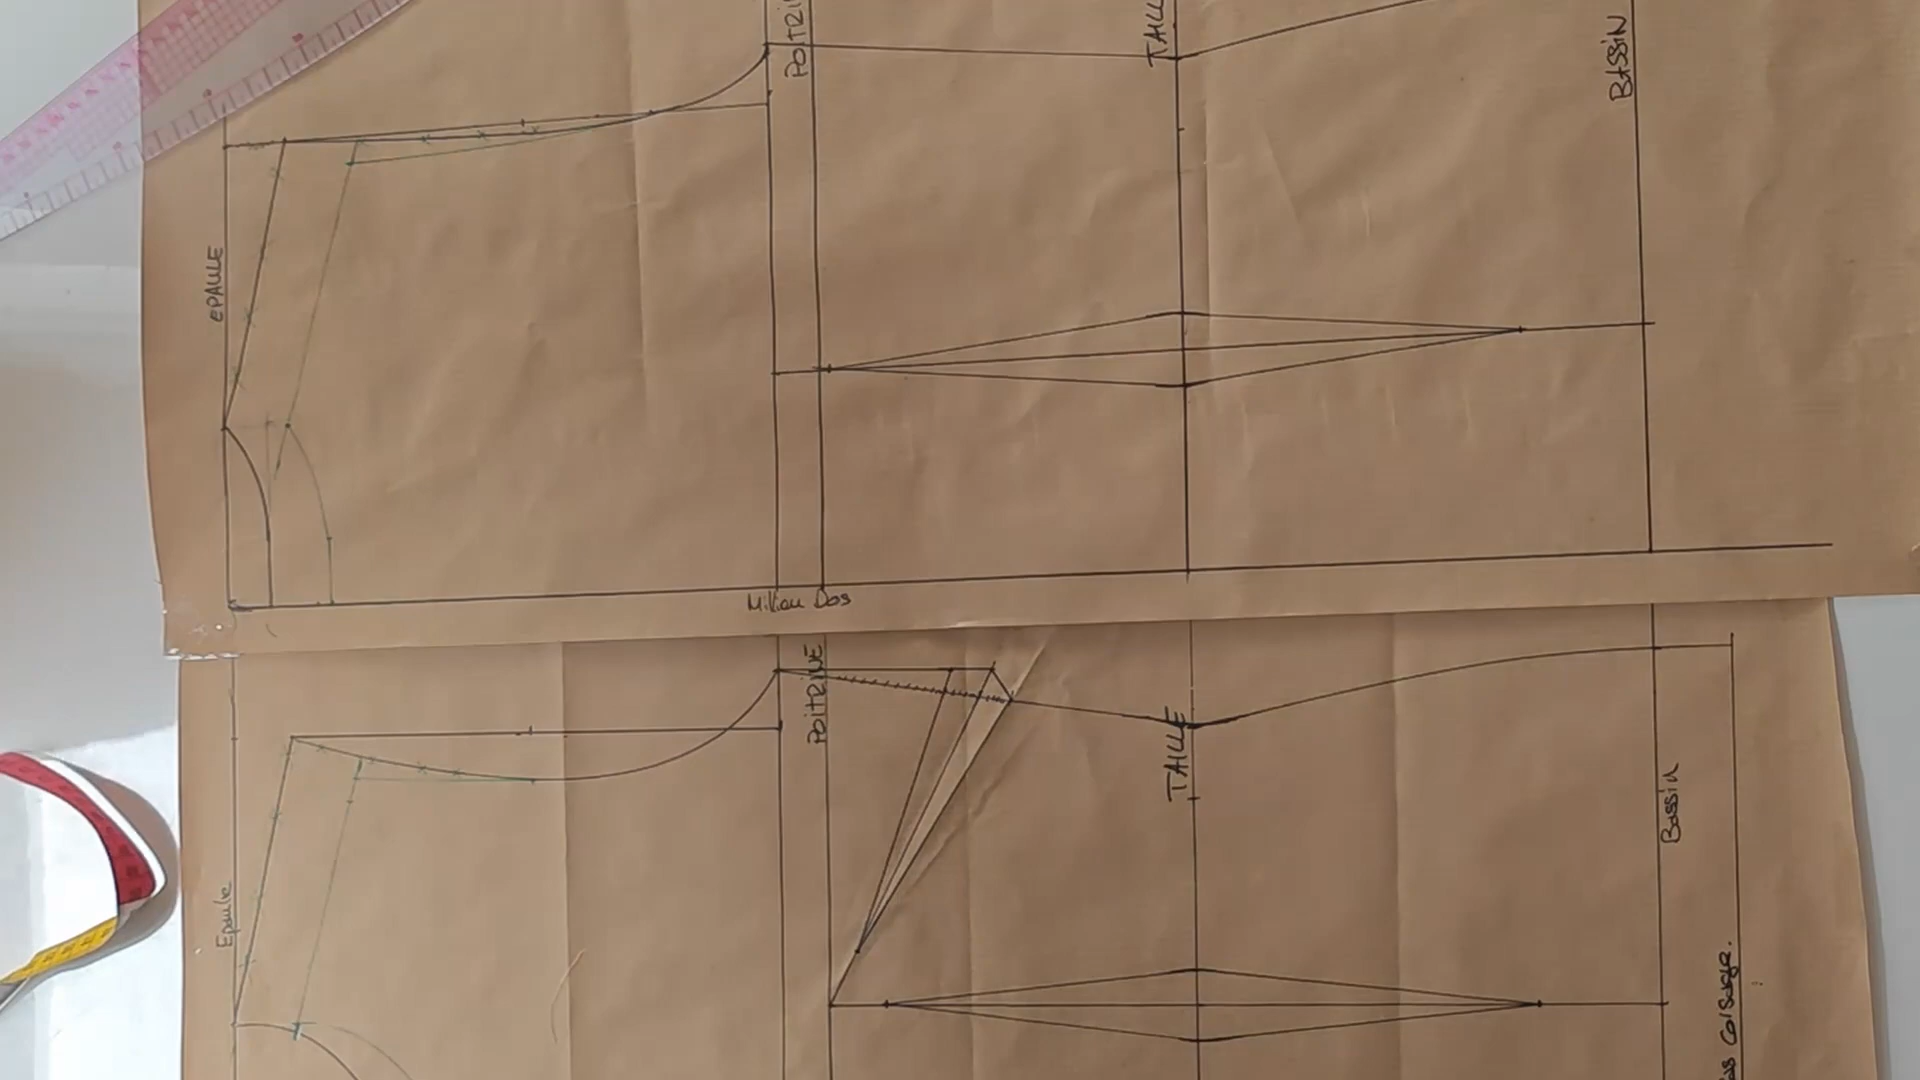 POITRI
TAILL
BASSIN
ePAULE
Milieu Dos
POITRINE
TAILLE
Bassin
Epaule